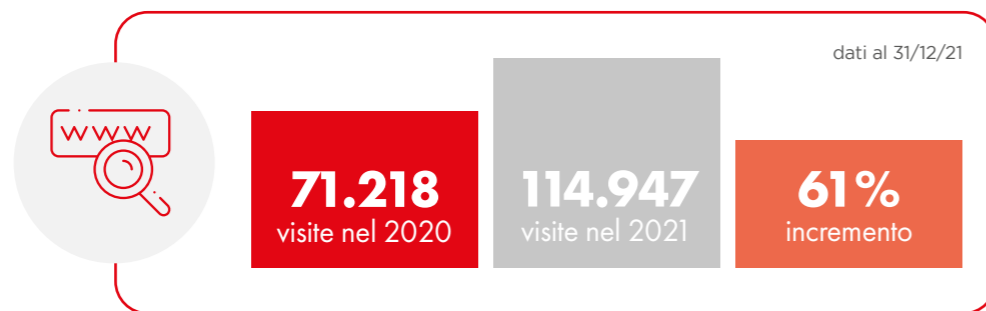 dati al 31/12/21
www
71.218
visite nel 2020
114.947
visite nel 2021
61%
incremento